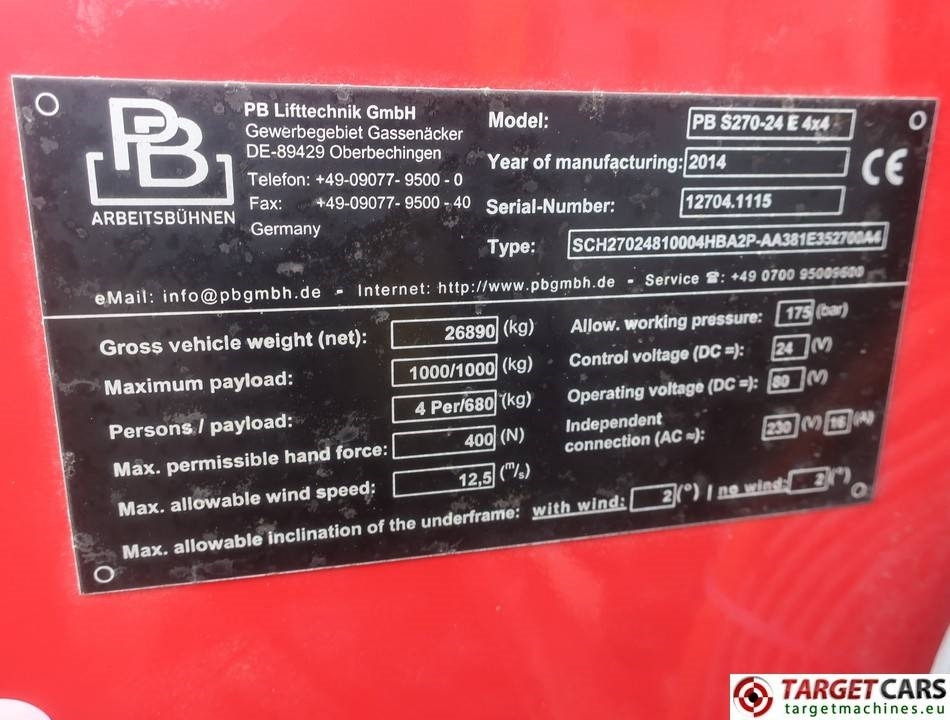 PB
ARBEITSBÜHNEN
PB Lifttechnik GmbH
Gewerbegebiet Gassenäcker
DE-89429 Oberbechingen
Telefon: +49-09077- 9500 - 0
Fax: +49-09077- 9500 - 40
Germany
Model: PB S270-24 E 4x4
Year of manufacturing: 2014
Serial-Number: 12704.1115
Type: SCH27024810004HBA2P-AA381E352700A4
CE
eMail: info@pbgmbh.de - Internet: http://www.pbgmbh.de - Service ☎: +49 0700 95009600
Gross vehicle weight (net): 26890 (kg)
Maximum payload: 1000/1000 (kg)
Persons / payload: 4 Per/680 (kg)
Max. permissible hand force: 400 (N)
Max. allowable wind speed: 12,5 (m/s)
Allow. working pressure: 175 (bar)
Control voltage (DC =): 24 (V)
Operating voltage (DC =): 80 (V)
Independent
connection (AC ≈): 230 (V) 16 (A)
Max. allowable inclination of the underframe: with wind: 2 (°) | no wind: 2 (°)
TARGETCARS
targetmachines.eu